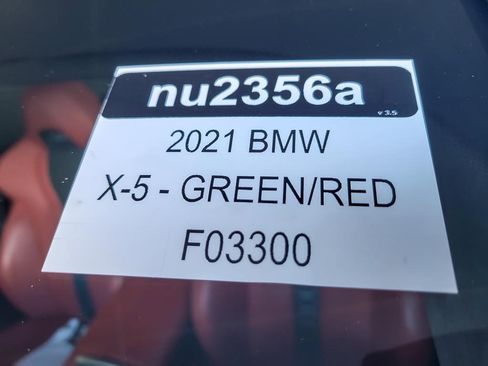 nu2356a
v 3.5
2021 BMW
X-5 - GREEN/RED
F03300